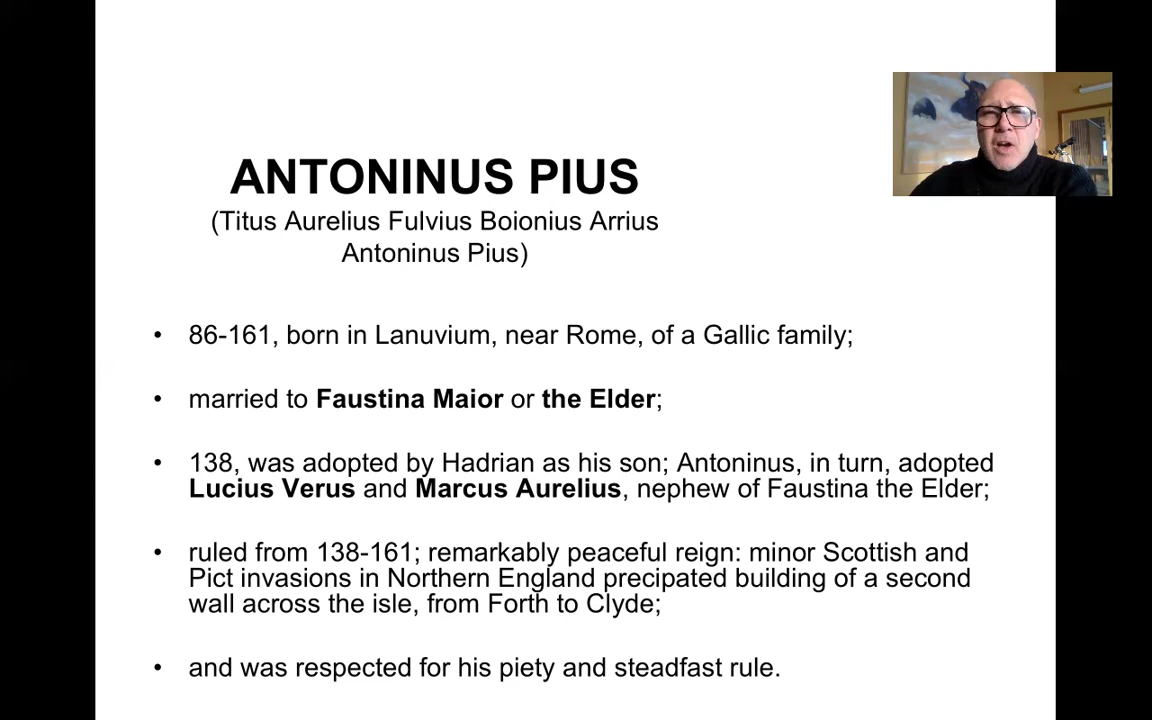 ANTONINUS PIUS
(Titus Aurelius Fulvius Boionius Arrius
Antoninus Pius)
• 86-161, born in Lanuvium, near Rome, of a Gallic family;
• married to Faustina Maior or the Elder;
• 138, was adopted by Hadrian as his son; Antoninus, in turn, adopted
Lucius Verus and Marcus Aurelius, nephew of Faustina the Elder;
• ruled from 138-161; remarkably peaceful reign: minor Scottish and
Pict invasions in Northern England precipated building of a second
wall across the isle, from Forth to Clyde;
• and was respected for his piety and steadfast rule.